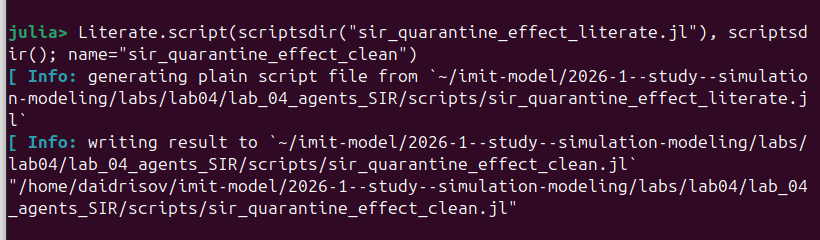 julia> Literate.script(scriptsdir("sir_quarantine_effect_literate.jl"), scriptsd
ir(); name="sir_quarantine_effect_clean")
[ Info: generating plain script file from `~/imit-model/2026-1--study--simulatio
n-modeling/labs/lab04/lab_04_agents_SIR/scripts/sir_quarantine_effect_literate.j
l`
[ Info: writing result to `~/imit-model/2026-1--study--simulation-modeling/labs/
lab04/lab_04_agents_SIR/scripts/sir_quarantine_effect_clean.jl`
"/home/daidrisov/imit-model/2026-1--study--simulation-modeling/labs/lab04/lab_04
_agents_SIR/scripts/sir_quarantine_effect_clean.jl"